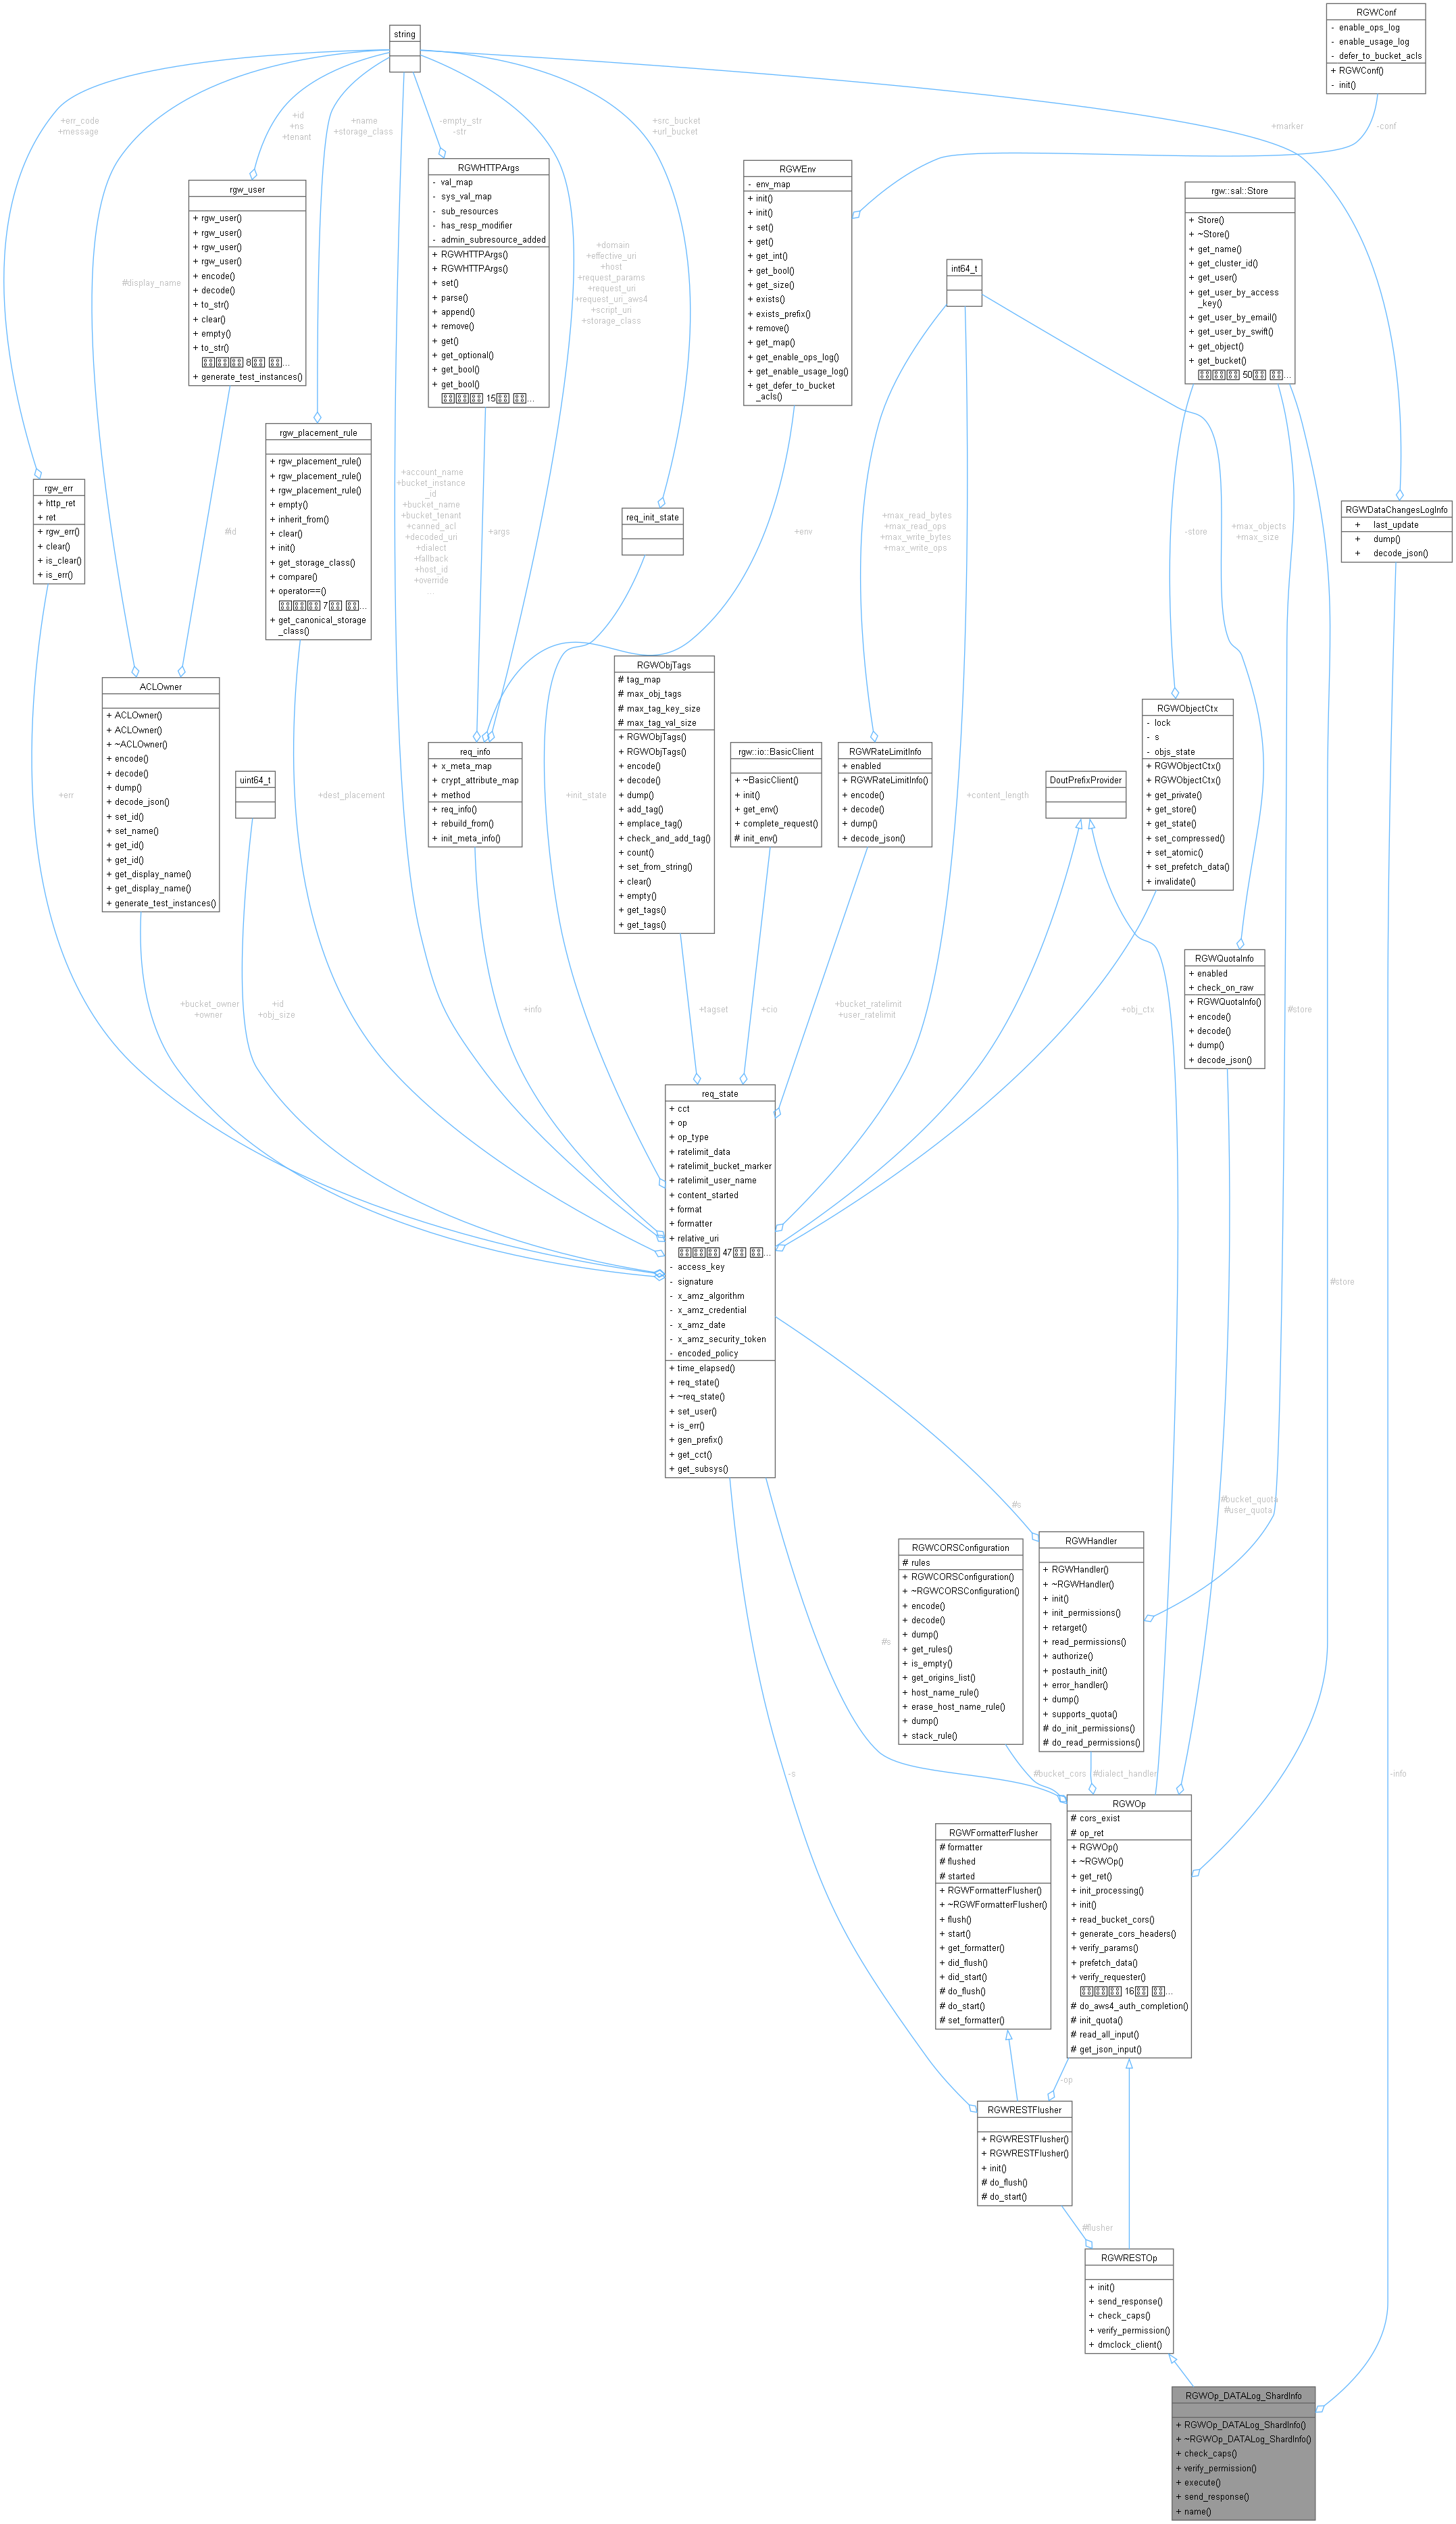 RGWConf
- enable_ops_log
- enable_usage_log
- defer_to_bucket_acls
+ RGWConf()
- init()
string
+err_code
+message
+id
+ns
+tenant
+name
+storage_class
-empty_str
-str
+src_bucket
+url_bucket
+marker
-conf
RGWHTTPArgs
- val_map
- sys_val_map
- sub_resources
- has_resp_modifier
- admin_subresource_added
+ RGWHTTPArgs()
+ RGWHTTPArgs()
+ set()
+ parse()
+ append()
+ remove()
+ get()
+ get_optional()
+ get_bool()
+ get_bool()
15
RGWEnv
- env_map
+ init()
+ init()
+ set()
+ get()
+ get_int()
+ get_bool()
+ get_size()
+ exists()
+ exists_prefix()
+ remove()
+ get_map()
+ get_enable_ops_log()
+ get_enable_usage_log()
+ get_defer_to_bucket
_acls()
rgw_user
+ rgw_user()
+ rgw_user()
+ rgw_user()
+ rgw_user()
+ encode()
+ decode()
+ to_str()
+ clear()
+ empty()
+ to_str()
8
+ generate_test_instances()
rgw::sal::Store
+ Store()
+ ~Store()
+ get_name()
+ get_cluster_id()
+ get_user()
+ get_user_by_access
_key()
+ get_user_by_email()
+ get_user_by_swift()
+ get_object()
+ get_bucket()
50
#display_name
+domain
+effective_uri
+host
+request_params
+request_uri
+request_uri_aws4
+script_uri
+storage_class
int64_t
rgw_placement_rule
+ rgw_placement_rule()
+ rgw_placement_rule()
+ rgw_placement_rule()
+ empty()
+ inherit_from()
+ clear()
+ init()
+ get_storage_class()
+ compare()
+ operator==()
7
+ get_canonical_storage
_class()
rgw_err
+ http_ret
+ ret
+ rgw_err()
+ clear()
+ is_clear()
+ is_err()
#id
+account_name
+bucket_instance
_id
+bucket_name
+bucket_tenant
+canned_acl
+decoded_uri
+dialect
+fallback
+host_id
+override
...
+args
req_init_state
+env
+max_read_bytes
+max_read_ops
+max_write_bytes
+max_write_ops
-store
+max_objects
+max_size
RGWDataChangesLogInfo
+ last_update
+ dump()
+ decode_json()
ACLOwner
+ ACLOwner()
+ ACLOwner()
+ ~ACLOwner()
+ encode()
+ decode()
+ dump()
+ decode_json()
+ set_id()
+ set_name()
+ get_id()
+ get_id()
+ get_display_name()
+ get_display_name()
+ generate_test_instances()
RGWObjTags
# tag_map
# max_obj_tags
# max_tag_key_size
# max_tag_val_size
+ RGWObjTags()
+ RGWObjTags()
+ encode()
+ decode()
+ dump()
+ add_tag()
+ emplace_tag()
+ check_and_add_tag()
+ count()
+ set_from_string()
+ clear()
+ empty()
+ get_tags()
+ get_tags()
RGWObjectCtx
- lock
- s
- objs_state
+ RGWObjectCtx()
+ RGWObjectCtx()
+ get_private()
+ get_store()
+ get_state()
+ set_compressed()
+ set_atomic()
+ set_prefetch_data()
+ invalidate()
req_info
+ x_meta_map
+ crypt_attribute_map
+ method
+ req_info()
+ rebuild_from()
+ init_meta_info()
rgw::io::BasicClient
+ ~BasicClient()
+ init()
+ get_env()
+ complete_request()
# init_env()
RGWRateLimitInfo
+ enabled
+ RGWRateLimitInfo()
+ encode()
+ decode()
+ dump()
+ decode_json()
uint64_t
DoutPrefixProvider
+err
+dest_placement
+init_state
+content_length
RGWQuotaInfo
+ enabled
+ check_on_raw
+ RGWQuotaInfo()
+ encode()
+ decode()
+ dump()
+ decode_json()
+bucket_owner
+owner
+id
+obj_size
+info
+tagset
+cio
+bucket_ratelimit
+user_ratelimit
+obj_ctx
#store
req_state
+ cct
+ op
+ op_type
+ ratelimit_data
+ ratelimit_bucket_marker
+ ratelimit_user_name
+ content_started
+ format
+ formatter
+ relative_uri
47
- access_key
- signature
- x_amz_algorithm
- x_amz_credential
- x_amz_date
- x_amz_security_token
- encoded_policy
+ time_elapsed()
+ req_state()
+ ~req_state()
+ set_user()
+ is_err()
+ gen_prefix()
+ get_cct()
+ get_subsys()
#store
#s
#bucket_quota
#user_quota
RGWHandler
+ RGWHandler()
+ ~RGWHandler()
+ init()
+ init_permissions()
+ retarget()
+ read_permissions()
+ authorize()
+ postauth_init()
+ error_handler()
+ dump()
+ supports_quota()
# do_init_permissions()
# do_read_permissions()
RGWCORSConfiguration
# rules
+ RGWCORSConfiguration()
+ ~RGWCORSConfiguration()
+ encode()
+ decode()
+ dump()
+ get_rules()
+ is_empty()
+ get_origins_list()
+ host_name_rule()
+ erase_host_name_rule()
+ dump()
+ stack_rule()
#s
-s
#bucket_cors
#dialect_handler
-info
RGWOp
# cors_exist
# op_ret
+ RGWOp()
+ ~RGWOp()
+ get_ret()
+ init_processing()
+ init()
+ read_bucket_cors()
+ generate_cors_headers()
+ verify_params()
+ prefetch_data()
+ verify_requester()
16
# do_aws4_auth_completion()
# init_quota()
# read_all_input()
# get_json_input()
RGWFormatterFlusher
# formatter
# flushed
# started
+ RGWFormatterFlusher()
+ ~RGWFormatterFlusher()
+ flush()
+ start()
+ get_formatter()
+ did_flush()
+ did_start()
# do_flush()
# do_start()
# set_formatter()
-op
RGWRESTFlusher
+ RGWRESTFlusher()
+ RGWRESTFlusher()
+ init()
# do_flush()
# do_start()
#flusher
RGWRESTOp
+ init()
+ send_response()
+ check_caps()
+ verify_permission()
+ dmclock_client()
RGWOp_DATALog_ShardInfo
+ RGWOp_DATALog_ShardInfo()
+ ~RGWOp_DATALog_ShardInfo()
+ check_caps()
+ verify_permission()
+ execute()
+ send_response()
+ name()